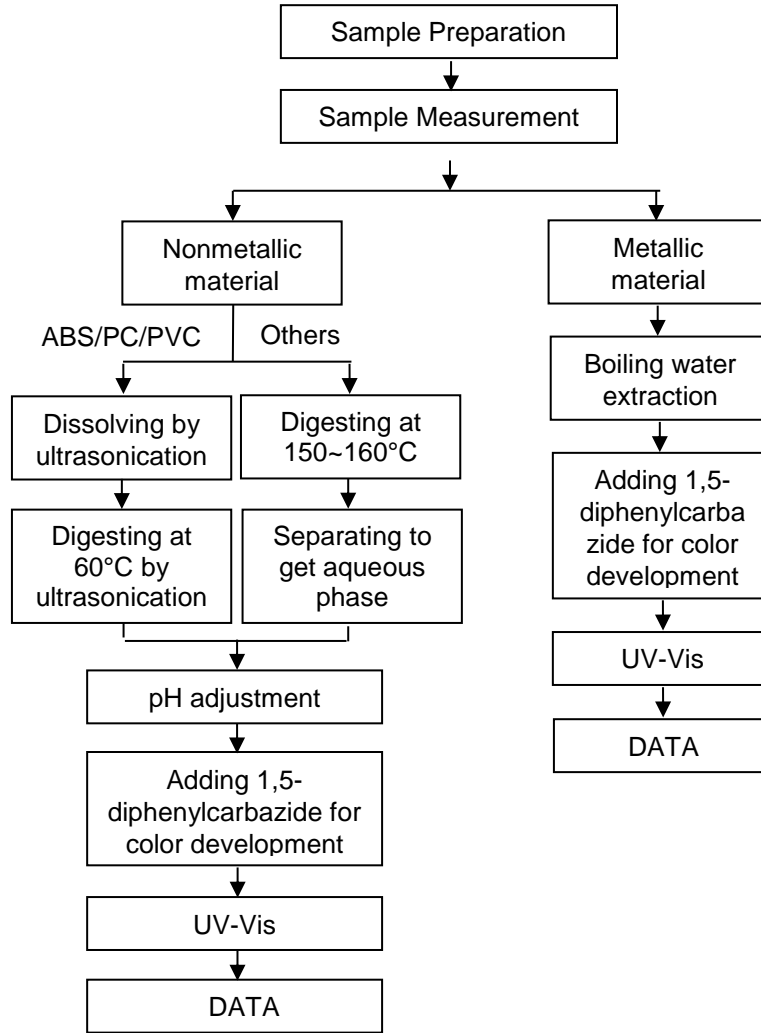 Sample Preparation
Sample Measurement
Nonmetallic
material
Metallic
material
ABS/PC/PVC
Others
Boiling water
extraction
Dissolving by
ultrasonication
Digesting at
150~160°C
Adding 1,5-
diphenylcarba
zide for color
development
Digesting at
60°C by
ultrasonication
Separating to
get aqueous
phase
UV-Vis
pH adjustment
DATA
Adding 1,5-
diphenylcarbazide for
color development
UV-Vis
DATA